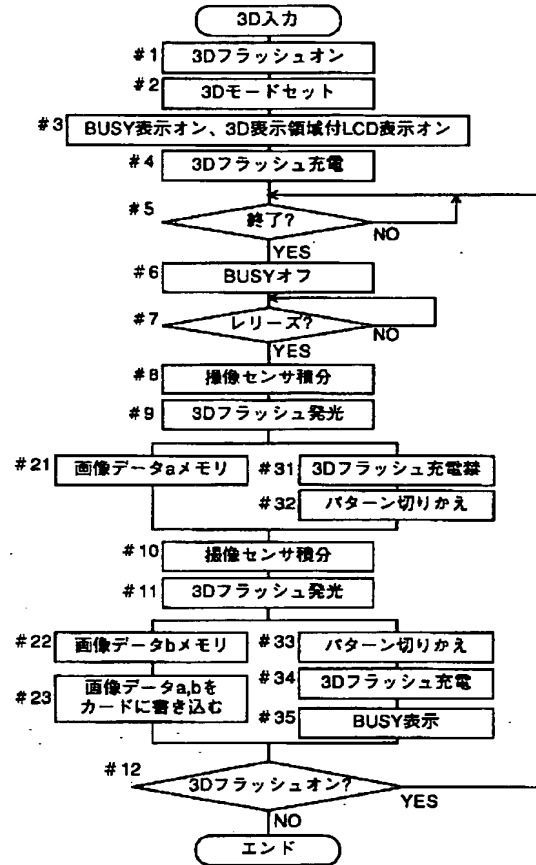 3D入力
#1 3Dフラッシュオン
#2 3Dモードセット
#3 BUSY表示オン、3D表示領域付LCD表示オン
#4 3Dフラッシュ充電
#5 終了?
NO
YES
#6 BUSYオフ
#7 レリーズ?
NO
YES
#8 撮像センサ積分
#9 3Dフラッシュ発光
#21 画像データaメモリ
#31 3Dフラッシュ充電禁
#32 パターン切りかえ
#10 撮像センサ積分
#11 3Dフラッシュ発光
#22 画像データbメモリ
#33 パターン切りかえ
#23 画像データa,bを
カードに書き込む
#34 3Dフラッシュ充電
#35 BUSY表示
#12 3Dフラッシュオン?
YES
NO
エンド